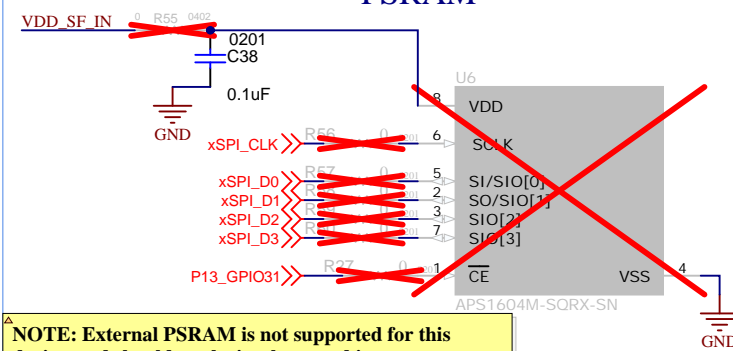 PSRAM
VDD_SF_IN
0 R55 0402
0201
C38
0.1uF
GND
U6
8 VDD
xSPI_CLK R56 0 0201 6 SCLK
xSPI_D0 R57 5 SI/SIO[0]
xSPI_D1 2 SO/SIO[1]
xSPI_D2 3 SIO[2]
xSPI_D3 7 SIO[3]
P13_GPIO31 R27 0 1 CE
VSS 4
APS1604M-SQRX-SN
GND
NOTE: External PSRAM is not supported for this